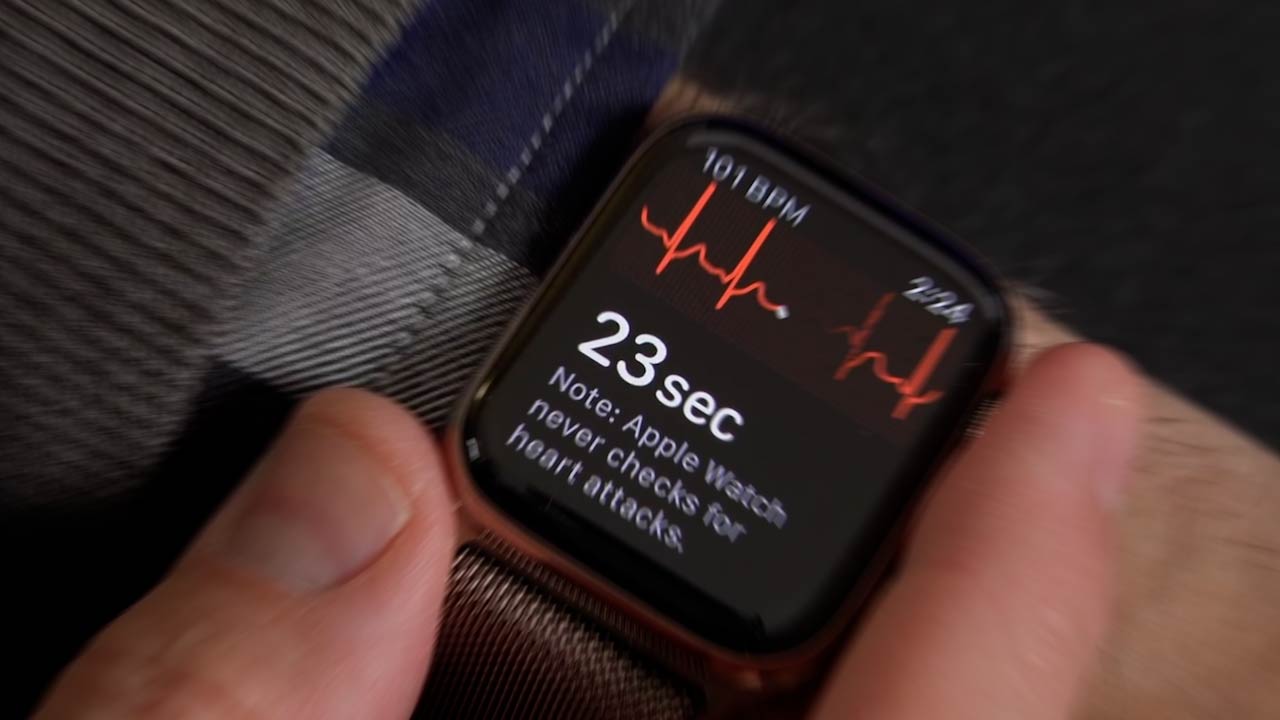 101 BPM
2:24
23 sec
Note: Apple Watch
never checks for
heart attacks.